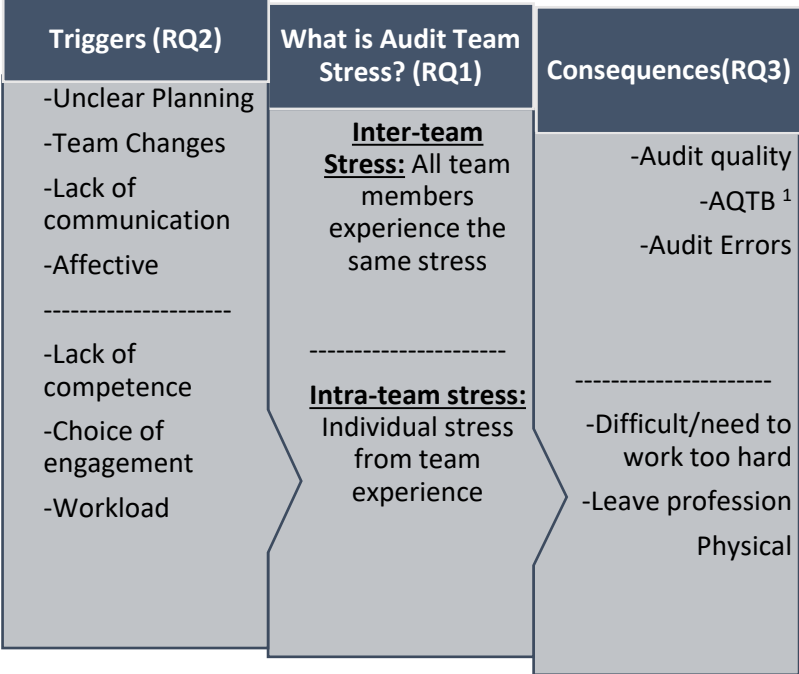 Triggers (RQ2)
-Unclear Planning
-Team Changes
-Lack of
communication
-Affective
---------------------
-Lack of
competence
-Choice of
engagement
-Workload
What is Audit Team
Stress? (RQ1)
Inter-team
Stress: All team
members
experience the
same stress
----------------------
Intra-team stress:
Individual stress
from team
experience
Consequences(RQ3)
-Audit quality
-AQTB ¹
-Audit Errors
----------------------
-Difficult/need to
work too hard
-Leave profession
Physical